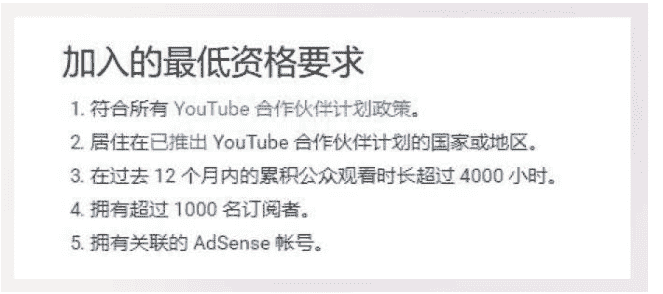 加入的最低资格要求
1. 符合所有 YouTube 合作伙伴计划政策。
2. 居住在已推出 YouTube 合作伙伴计划的国家或地区。
3. 在过去 12 个月内的累积公众观看时长超过 4000 小时。
4. 拥有超过 1000 名订阅者。
5. 拥有关联的 AdSense 帐号。